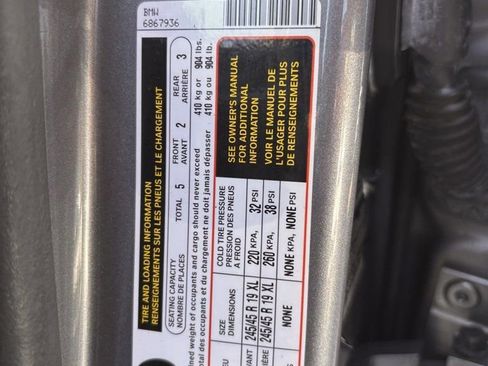 BMW
6867936
TIRE AND LOADING INFORMATION
RENSEIGNEMENTS SUR LES PNEUS ET LE CHARGEMENT
SEATING CAPACITY
NOMBRE DE PLACES
TOTAL 5
FRONT
AVANT
2
REAR
ARRIÈRE
3
weight of occupants and cargo should never exceed 410 kg or 904 lbs.
des occupants et du chargement ne doit jamais dépasser 410 kg ou 904 lb.
SIZE
DIMENSIONS
COLD TIRE PRESSURE
PRESSION DES PNEUS
A FROID
245/45 R 19 XL 220 KPA, 32 PSI
245/45 R 19 XL 260 KPA, 38 PSI
NONE NONE KPA, NONE PSI
SEE OWNER'S MANUAL
FOR ADDITIONAL
INFORMATION
VOIR LE MANUEL DE
L'USAGER POUR PLUS
DE RENSEIGNEMENTS